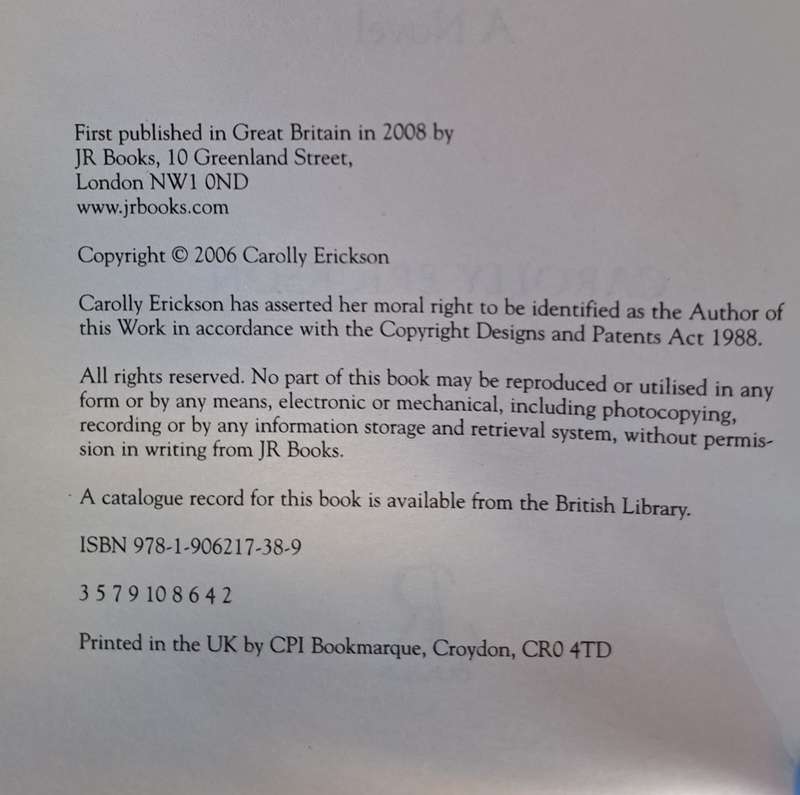 First published in Great Britain in 2008 by
JR Books, 10 Greenland Street,
London NW1 0ND
www.jrbooks.com
Copyright © 2006 Carolly Erickson
Carolly Erickson has asserted her moral right to be identified as the Author of
this Work in accordance with the Copyright Designs and Patents Act 1988.
All rights reserved. No part of this book may be reproduced or utilised in any
form or by any means, electronic or mechanical, including photocopying,
recording or by any information storage and retrieval system, without permis-
sion in writing from JR Books.
A catalogue record for this book is available from the British Library.
ISBN 978-1-906217-38-9
3 5 7 9 10 8 6 4 2
Printed in the UK by CPI Bookmarque, Croydon, CR0 4TD